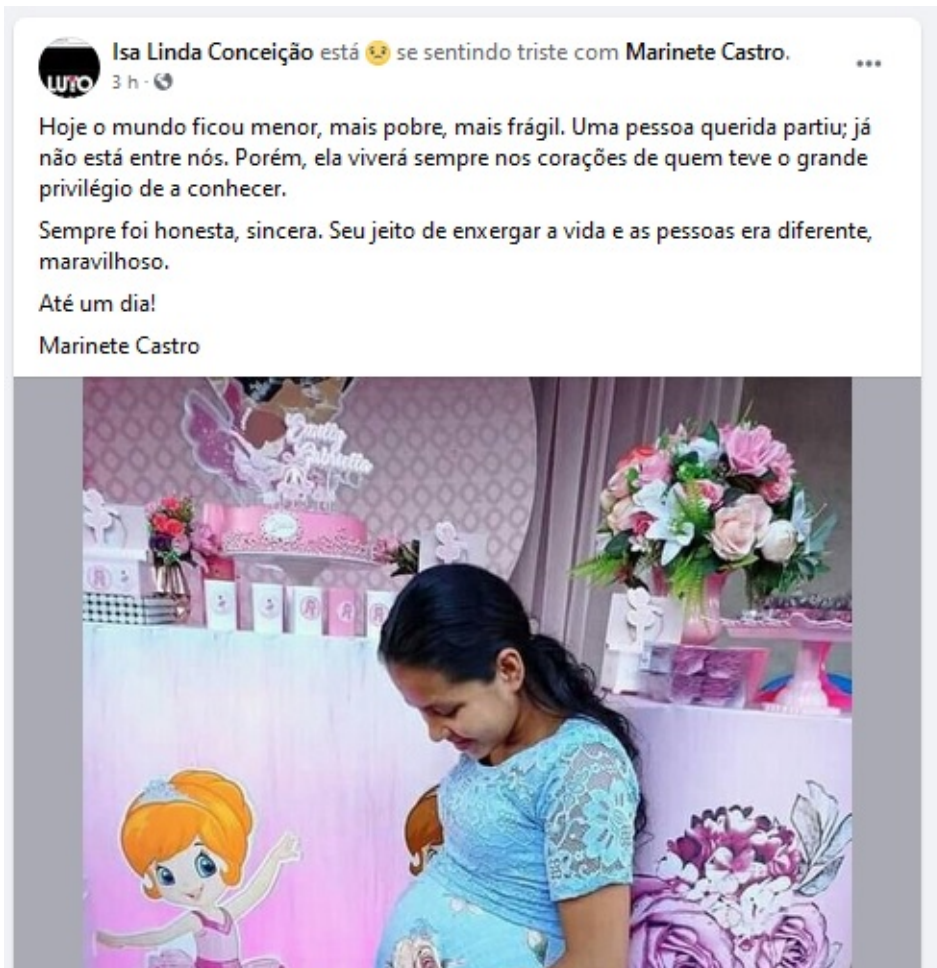 Isa Linda Conceição está 😟 se sentindo triste com Marinete Castro.
LUTO
3 h ·
Hoje o mundo ficou menor, mais pobre, mais frágil. Uma pessoa querida partiu; já
não está entre nós. Porém, ela viverá sempre nos corações de quem teve o grande
privilégio de a conhecer.
Sempre foi honesta, sincera. Seu jeito de enxergar a vida e as pessoas era diferente,
maravilhoso.
Até um dia!
Marinete Castro
Emilly
Gabriella